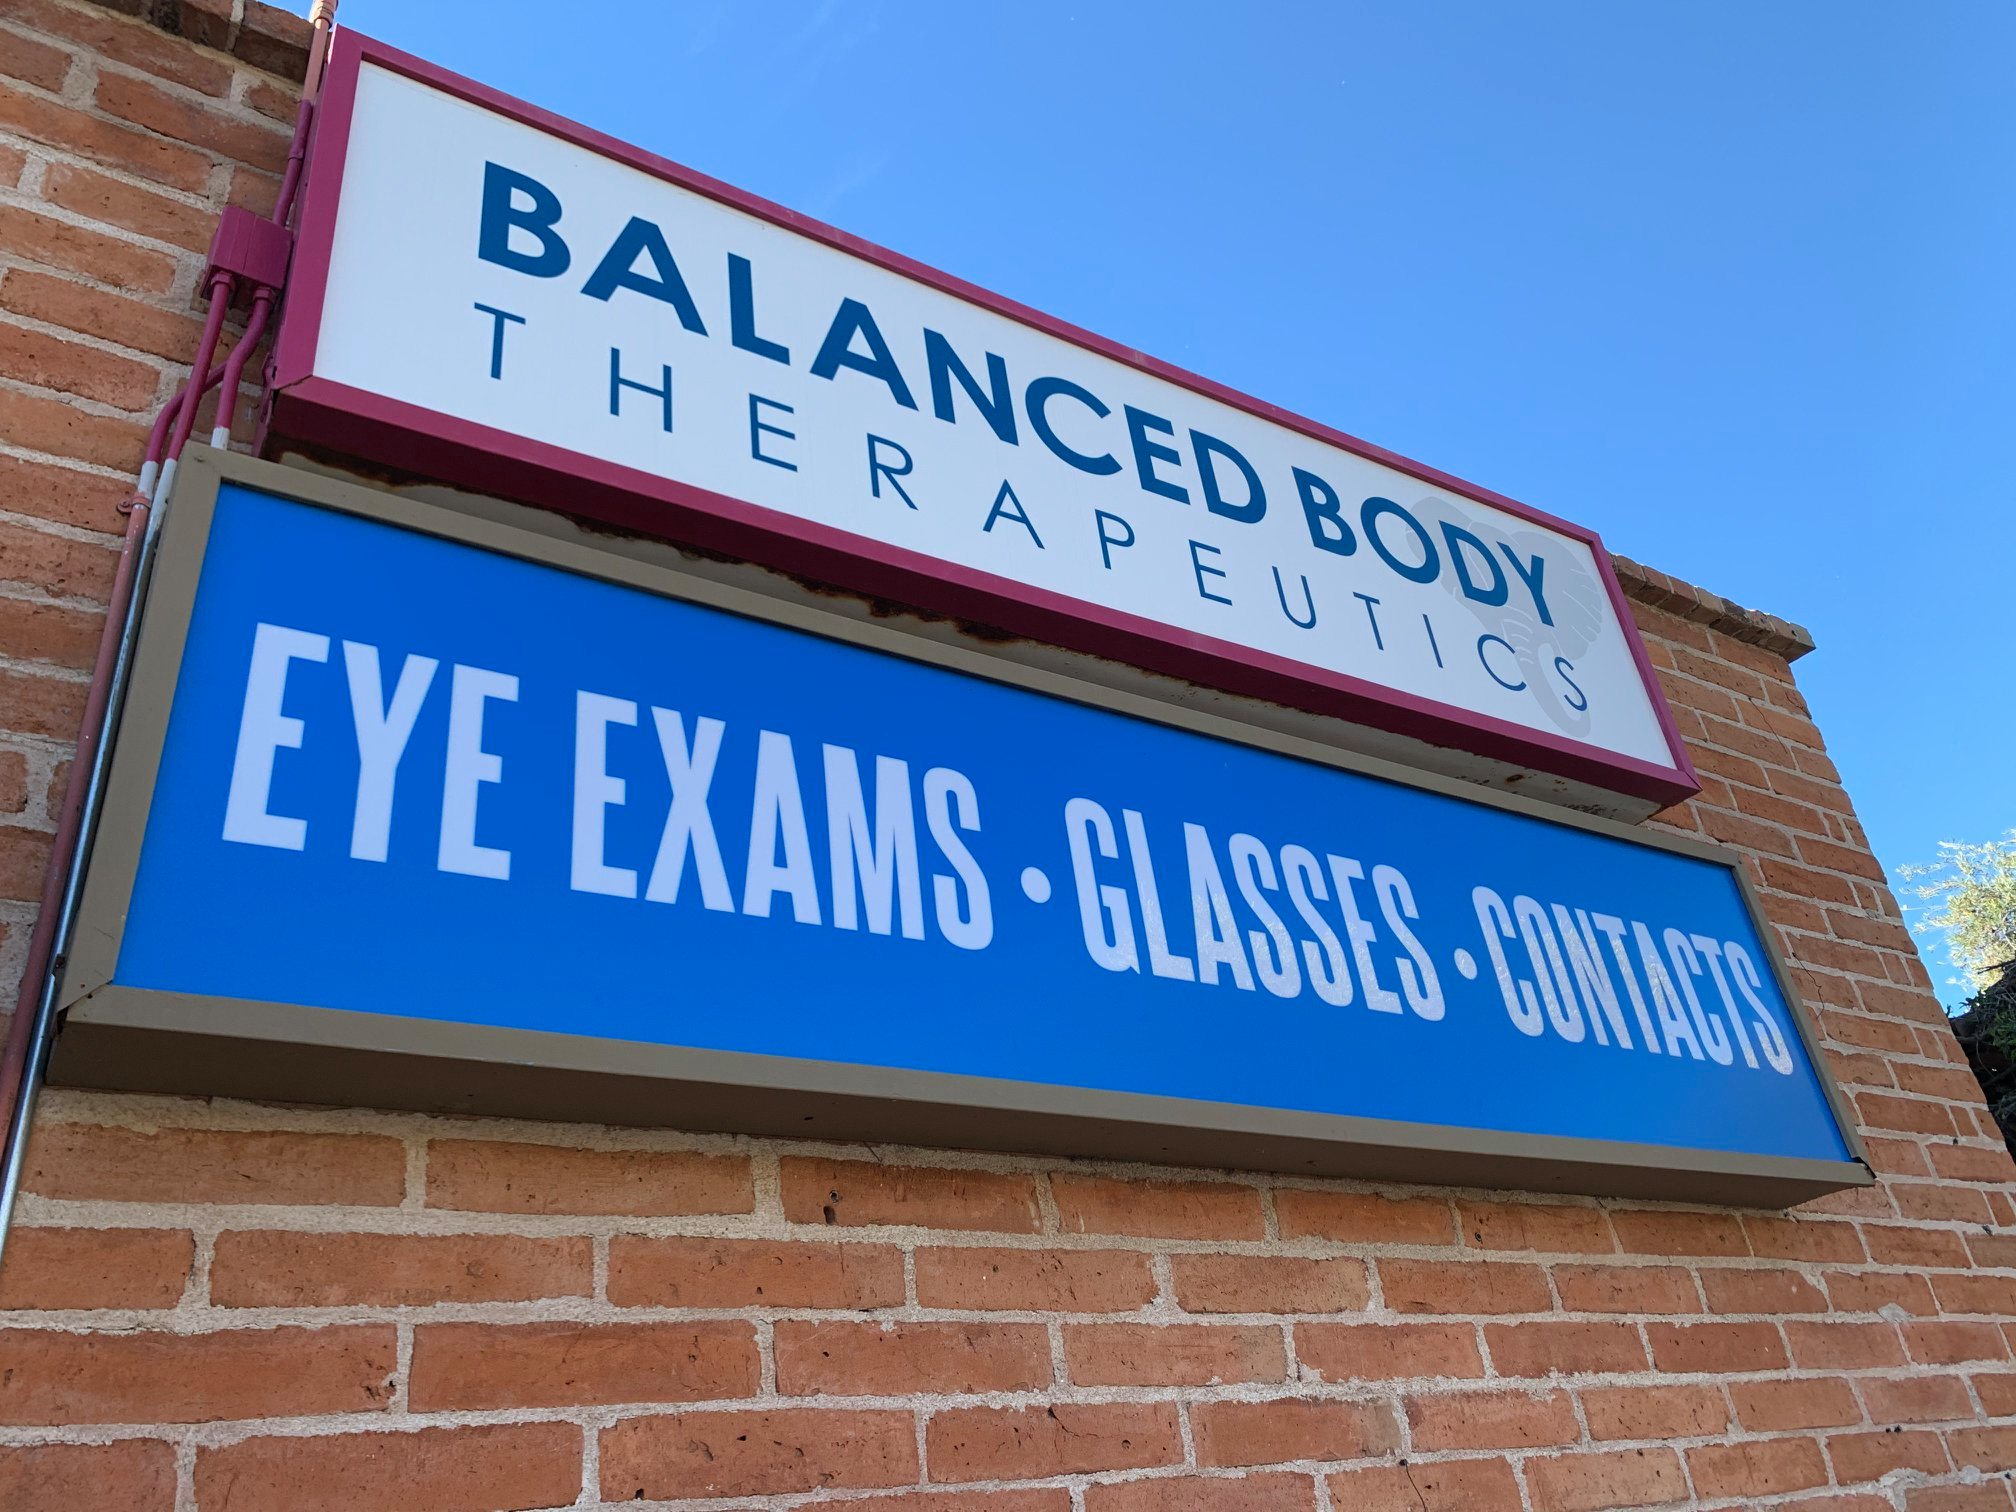 BALANCED BODY
THERAPEUTICS
EYE EXAMS • GLASSES • CONTACTS